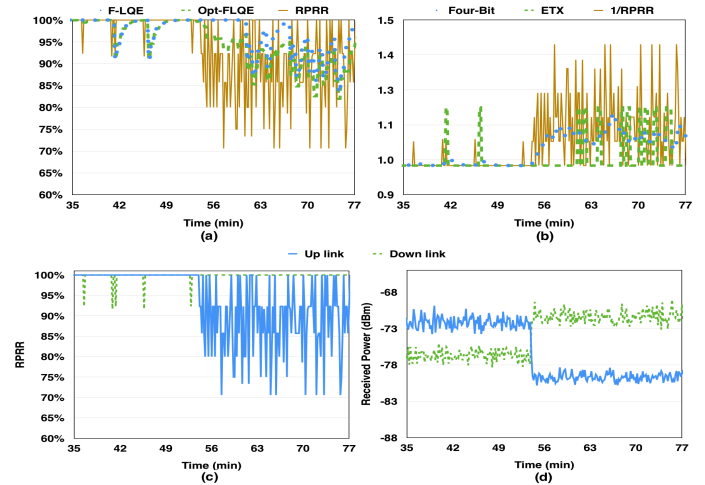 F-LQE Opt-FLQE RPRR
100%
95%
90%
85%
80%
75%
70%
65%
60%
35 42 49 56 63 70 77
Time (min)
(a)
Four-Bit ETX 1/RPRR
1.5
1.4
1.3
1.1
1.0
0.9
35 42 49 56 63 70 77
Time (min)
(b)
Up link Down link
RPRR
100%
95%
90%
85%
80%
75%
70%
65%
60%
35 42 49 56 63 70 77
Time (min)
(c)
Received Power (dBm)
-68
-73
-78
-83
-88
35 42 49 56 63 70 77
Time (min)
(d)